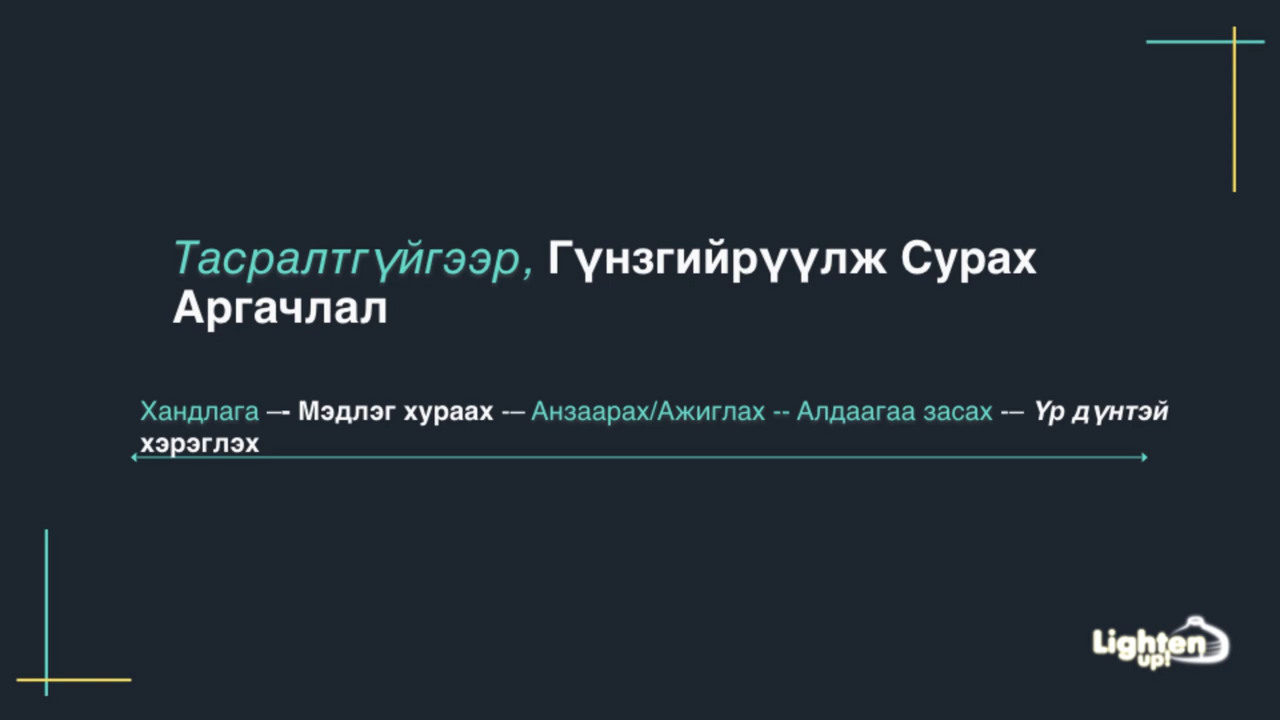 Тасралтгүйгээр, Гүнзгийрүүлж Сурах
Аргачлал
Хандлага –- Мэдлэг хураах -– Анзаарах/Ажиглах -- Алдаагаа засах -– Үр дүнтэй
хэрэглэх
Lighten
up!